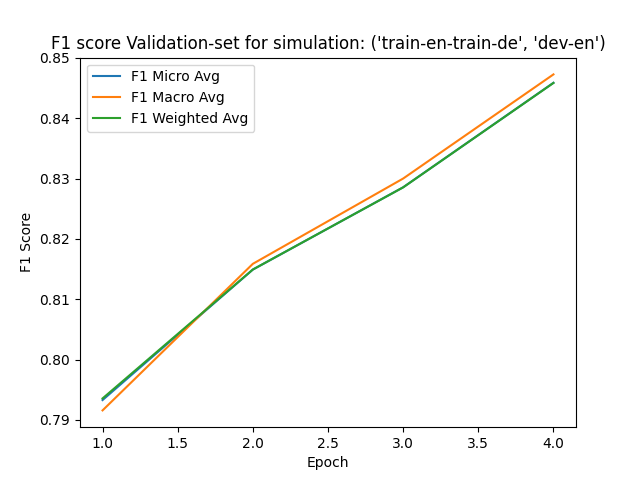 F1 score Validation-set for simulation: ('train-en-train-de', 'dev-en')
F1 Micro Avg
F1 Macro Avg
F1 Weighted Avg
F1 Score
0.85
0.84
0.83
0.82
0.81
0.80
0.79
1.0 1.5 2.0 2.5 3.0 3.5 4.0
Epoch